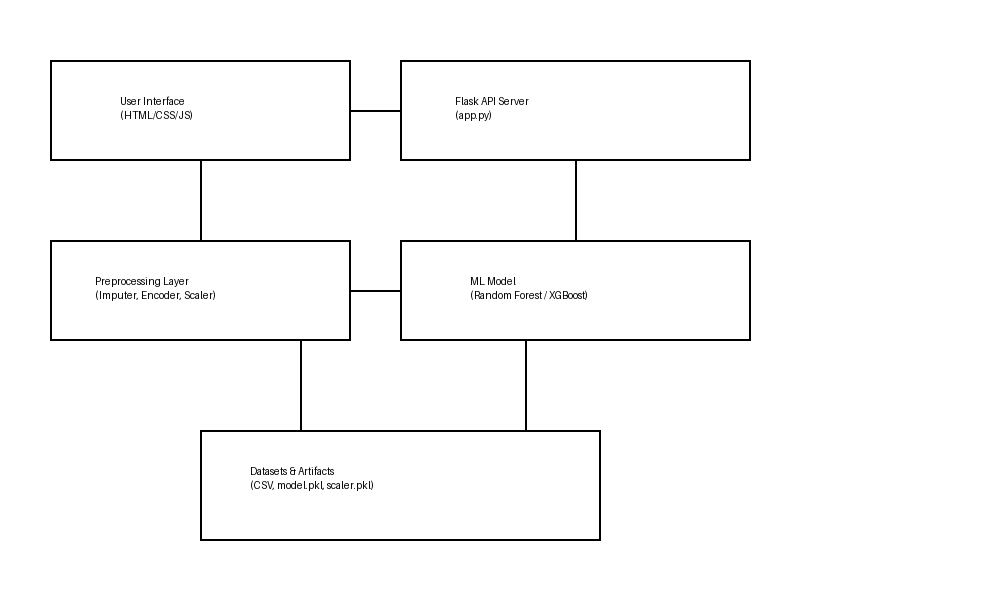 User Interface
(HTML/CSS/JS)
Flask API Server
(app.py)
Preprocessing Layer
(Imputer, Encoder, Scaler)
ML Model
(Random Forest / XGBoost)
Datasets & Artifacts
(CSV, model.pkl, scaler.pkl)